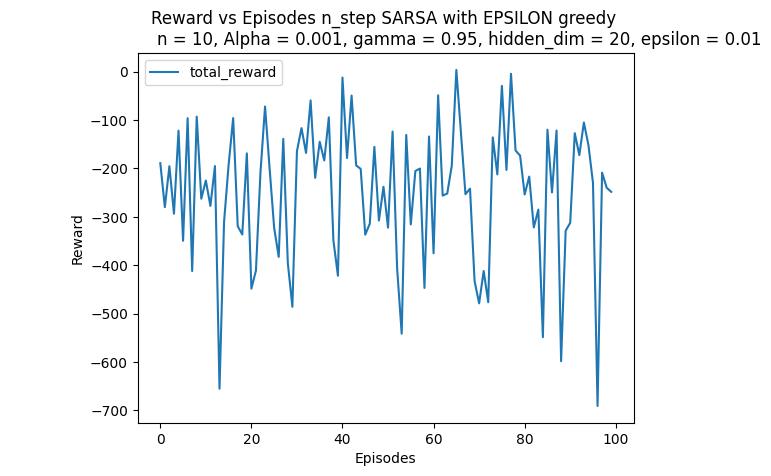 Reward vs Episodes n_step SARSA with EPSILON greedy
n = 10, Alpha = 0.001, gamma = 0.95, hidden_dim = 20, epsilon = 0.01
total_reward
0
−100
−200
−300
−400
−500
−600
−700
Reward
0 20 40 60 80 100
Episodes